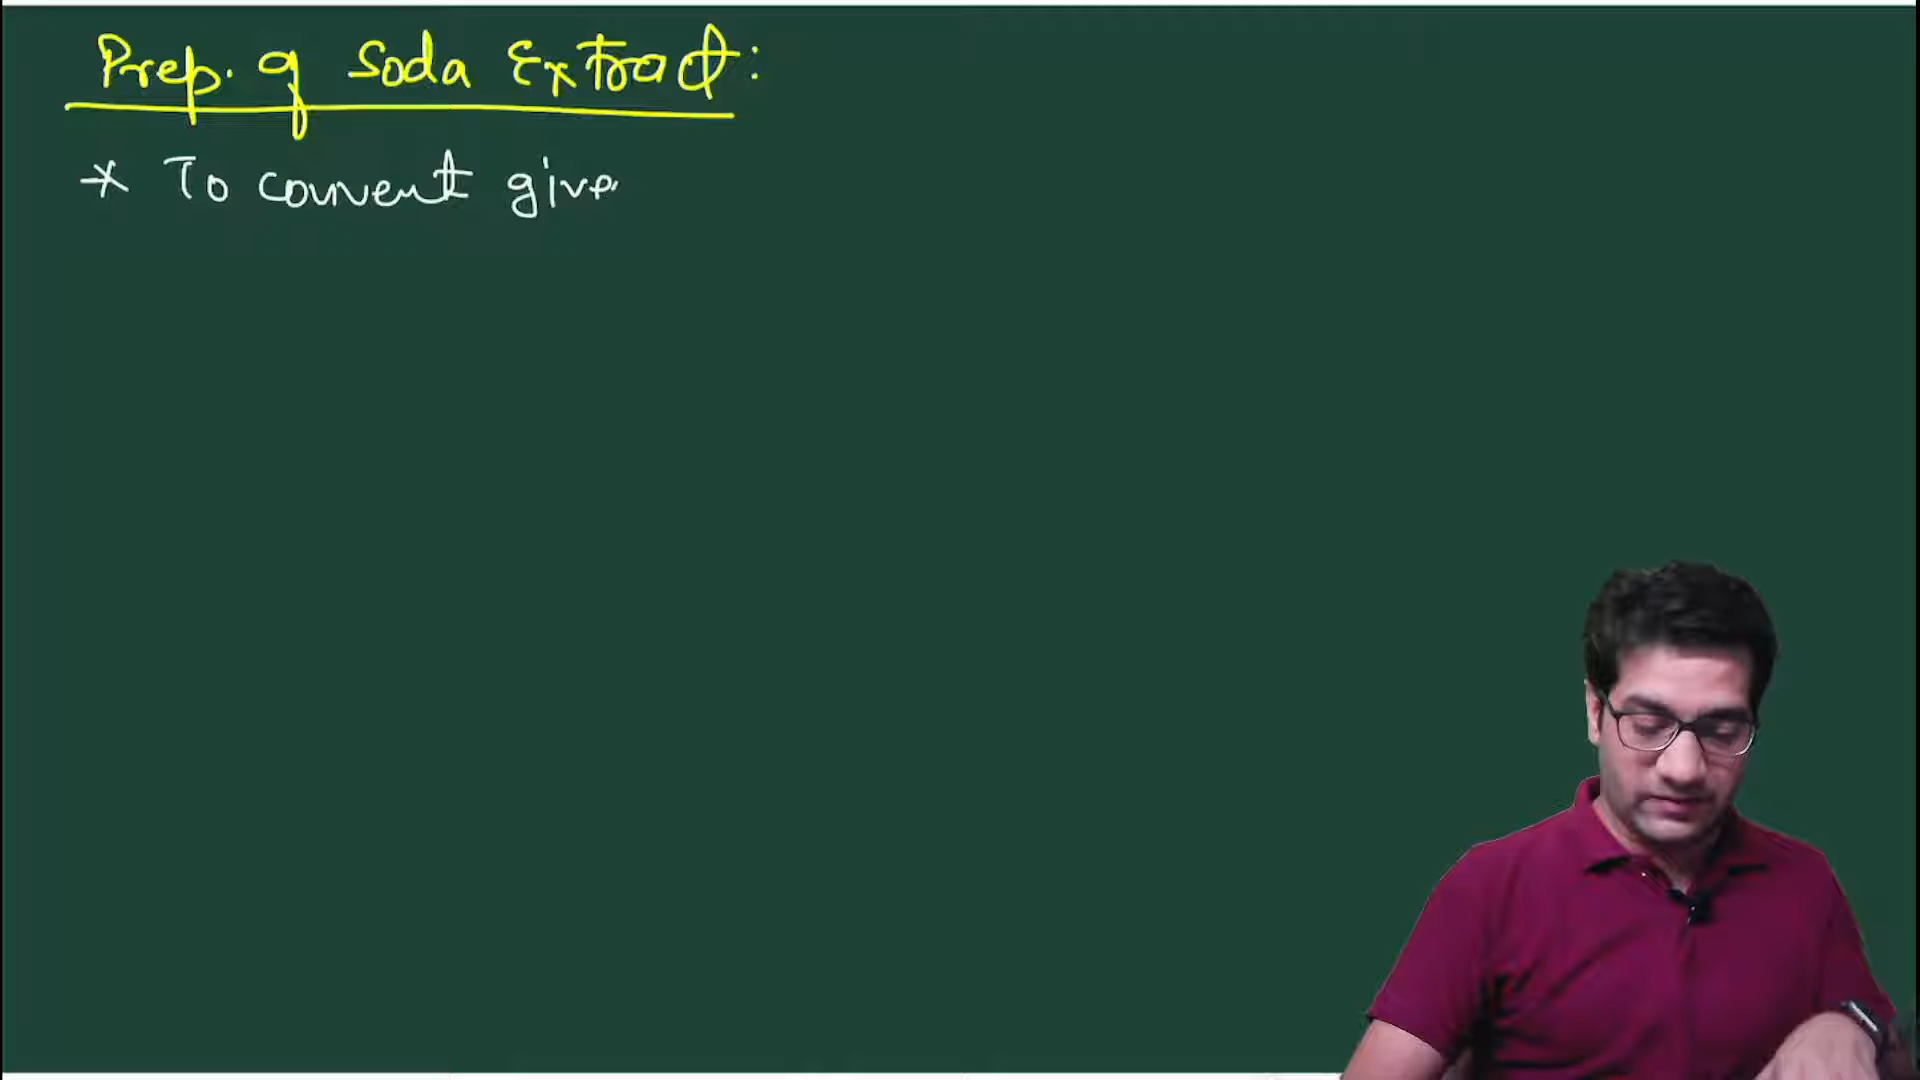 Prep. of Soda Extract:
* To convert give